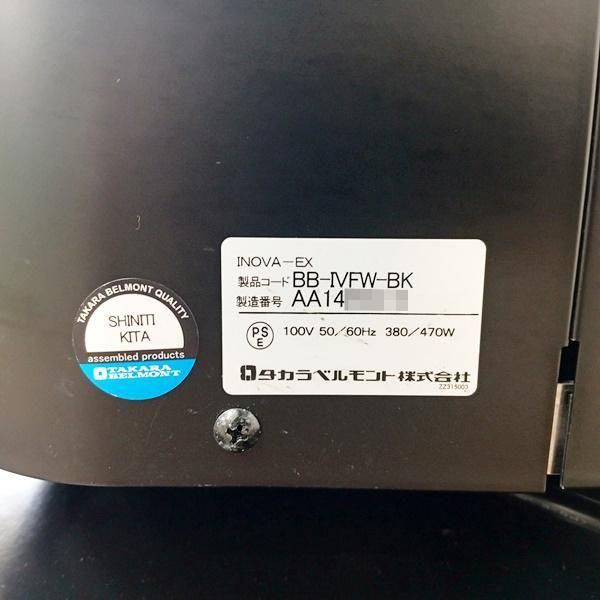 INOVA-EX
製品コード BB-IVFW-BK
製造番号 AA14
PS
E
100V 50/60Hz 380/470W
タカラベルモント株式会社
ZZ315003
TAKARA BELMONT QUALITY
SHINITI
KITA
assembled products
TAKARA
BELMONT